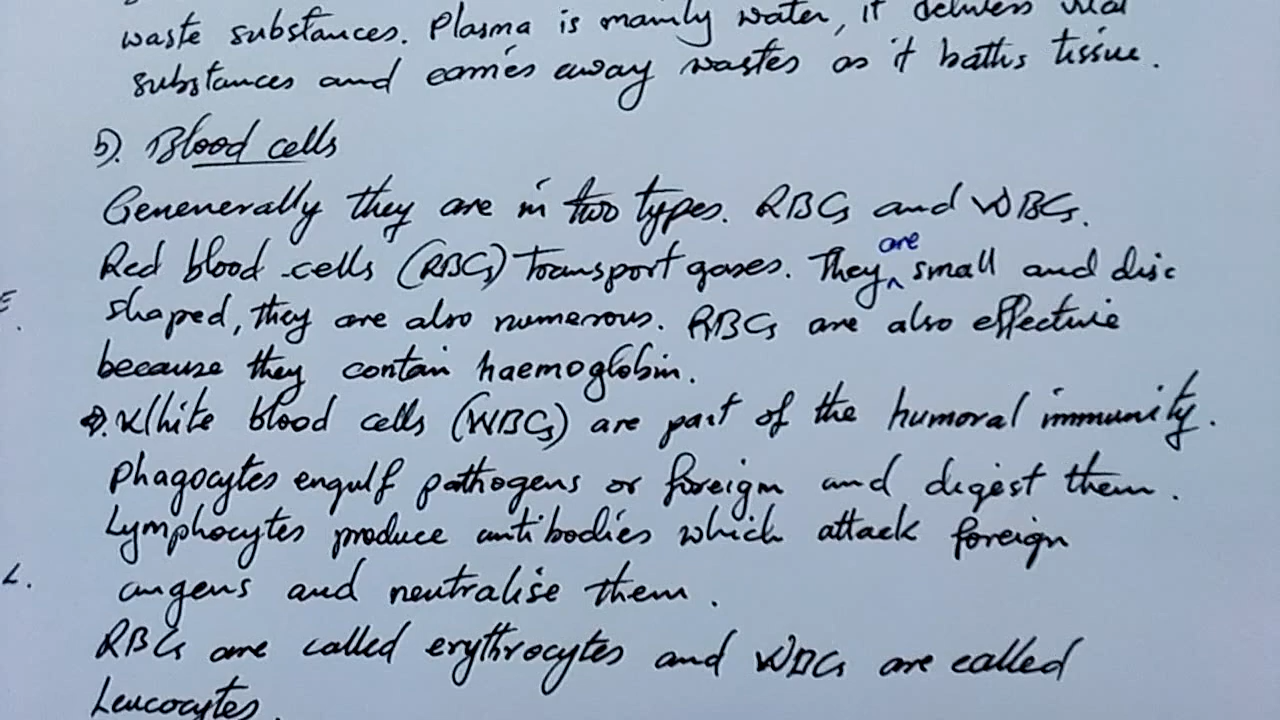 waste substances. Plasma is mainly water, it delivers vital
substances and carries away wastes as it baths tissue.
5). Blood cells
Genenerally they are in two types. RBCs and WBCs.
Red blood cells (RBCs) transport gases. They are small and disc
shaped, they are also numerous. RBCs are also effective
because they contain haemoglobin.
White blood cells (WBCs) are part of the humoral immunity.
Phagocytes engulf pathogens or foreign and digest them.
Lymphocytes produce antibodies which attack foreign
angens and neutralise them.
RBCs are called erythrocytes and WBCs are called
Leucocytes.